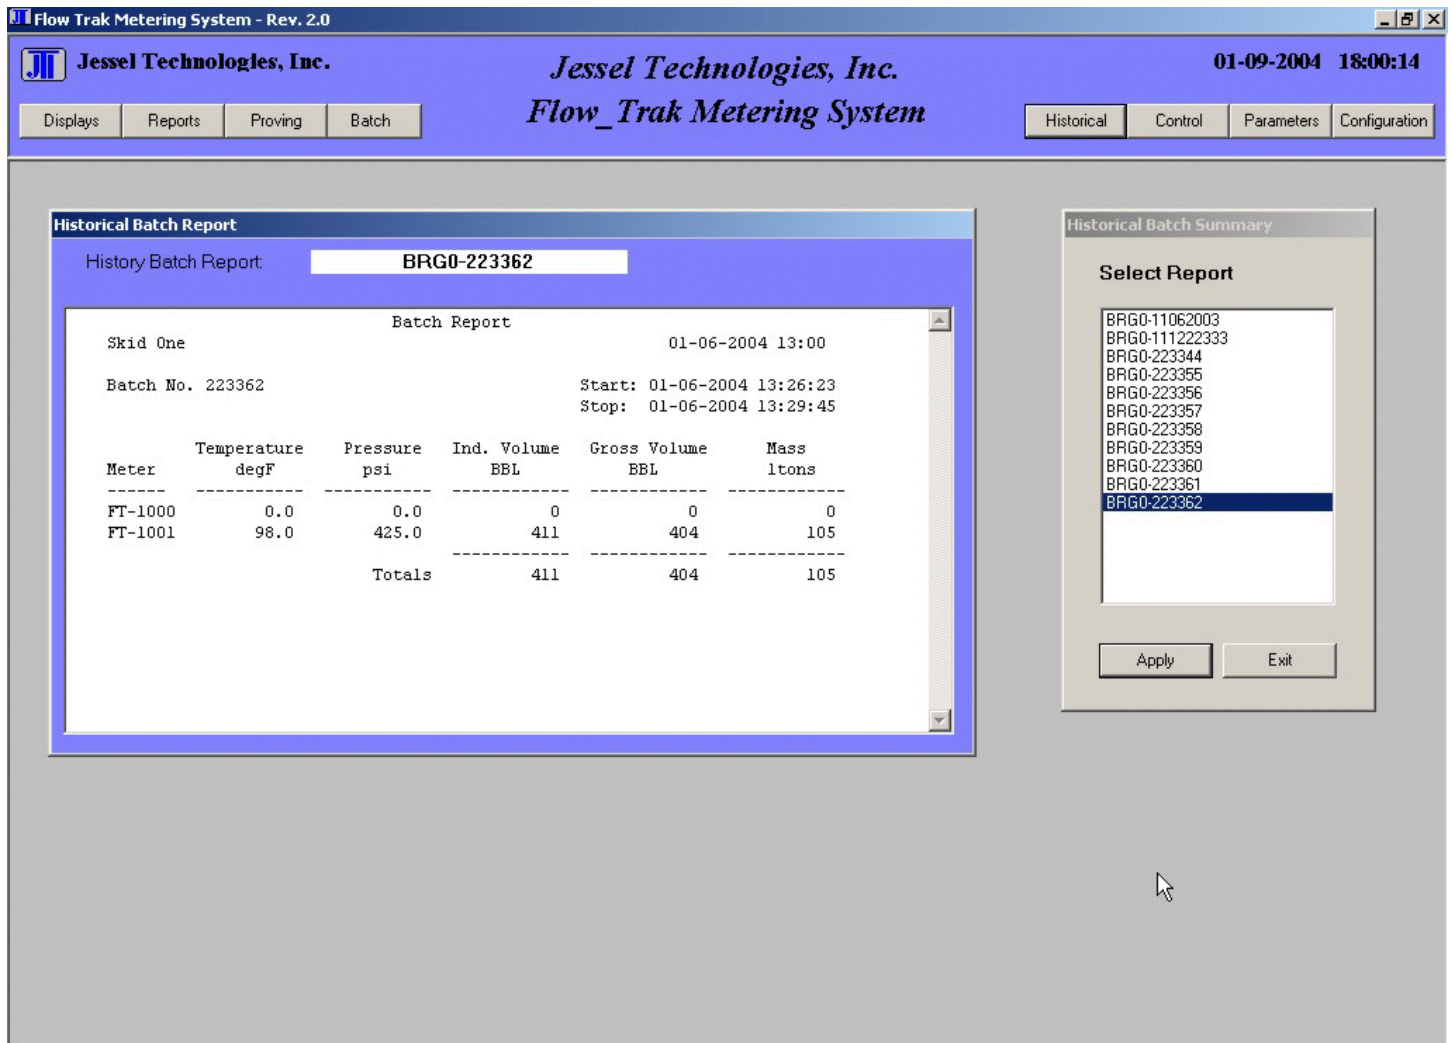 Flow Trak Metering System - Rev. 2.0
JTI Jessel Technologies, Inc.
Jessel Technologies, Inc.
Flow_Trak Metering System
01-09-2004 18:00:14
Displays Reports Proving Batch
Historical Control Parameters Configuration
Historical Batch Report
History Batch Report: BRG0-223362
Batch Report
Skid One 01-06-2004 13:00
Batch No. 223362 Start: 01-06-2004 13:26:23
Stop: 01-06-2004 13:29:45
Temperature Pressure Ind. Volume Gross Volume Mass
Meter degF psi BBL BBL ltons
------ ----------- ----------- ------------ ------------ ------------
FT-1000 0.0 0.0 0 0 0
FT-1001 98.0 425.0 411 404 105
------------ ------------ ------------
Totals 411 404 105
Historical Batch Summary
Select Report
BRG0-11062003
BRG0-111222333
BRG0-223344
BRG0-223355
BRG0-223356
BRG0-223357
BRG0-223358
BRG0-223359
BRG0-223360
BRG0-223361
BRG0-223362
Apply Exit